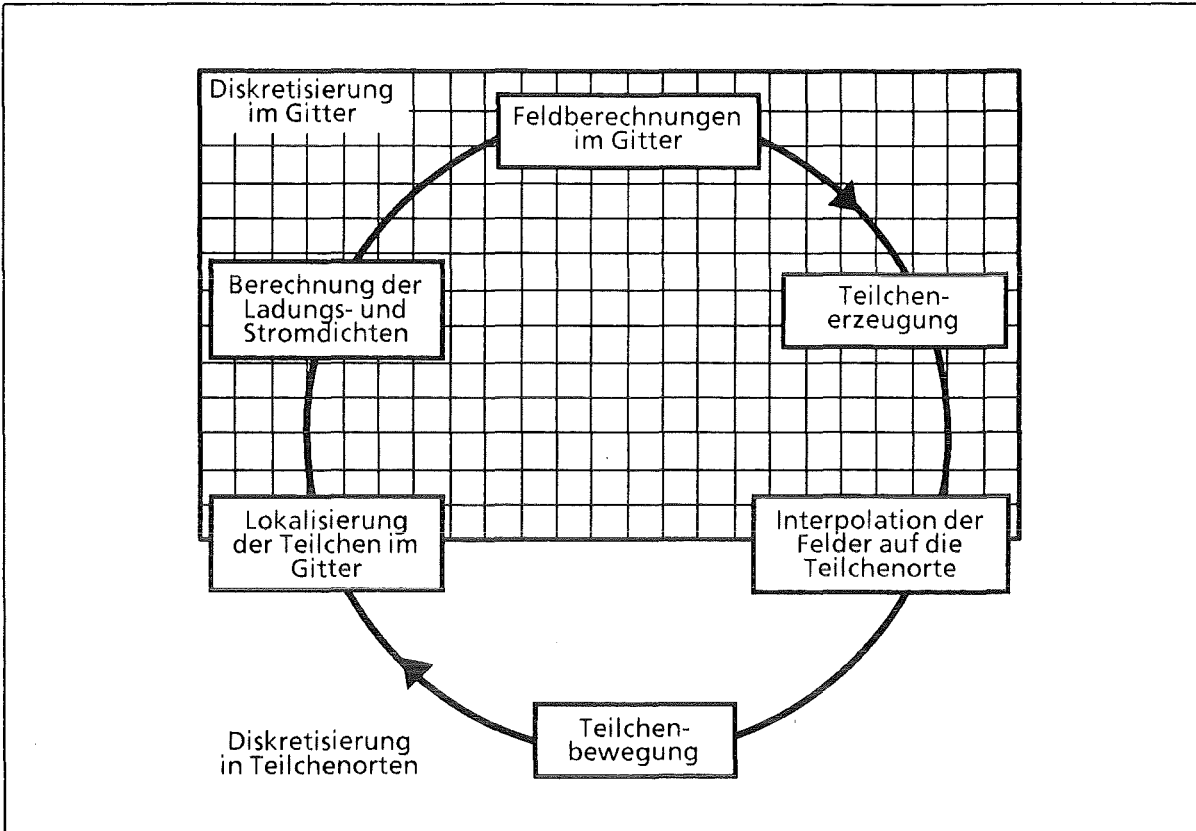 Diskretisierung
im Gitter
Feldberechnungen
im Gitter
Berechnung der
Ladungs- und
Stromdichten
Teilchen-
erzeugung
Lokalisierung
der Teilchen im
Gitter
Interpolation der
Felder auf die
Teilchenorte
Teilchen-
bewegung
Diskretisierung
in Teilchenorten